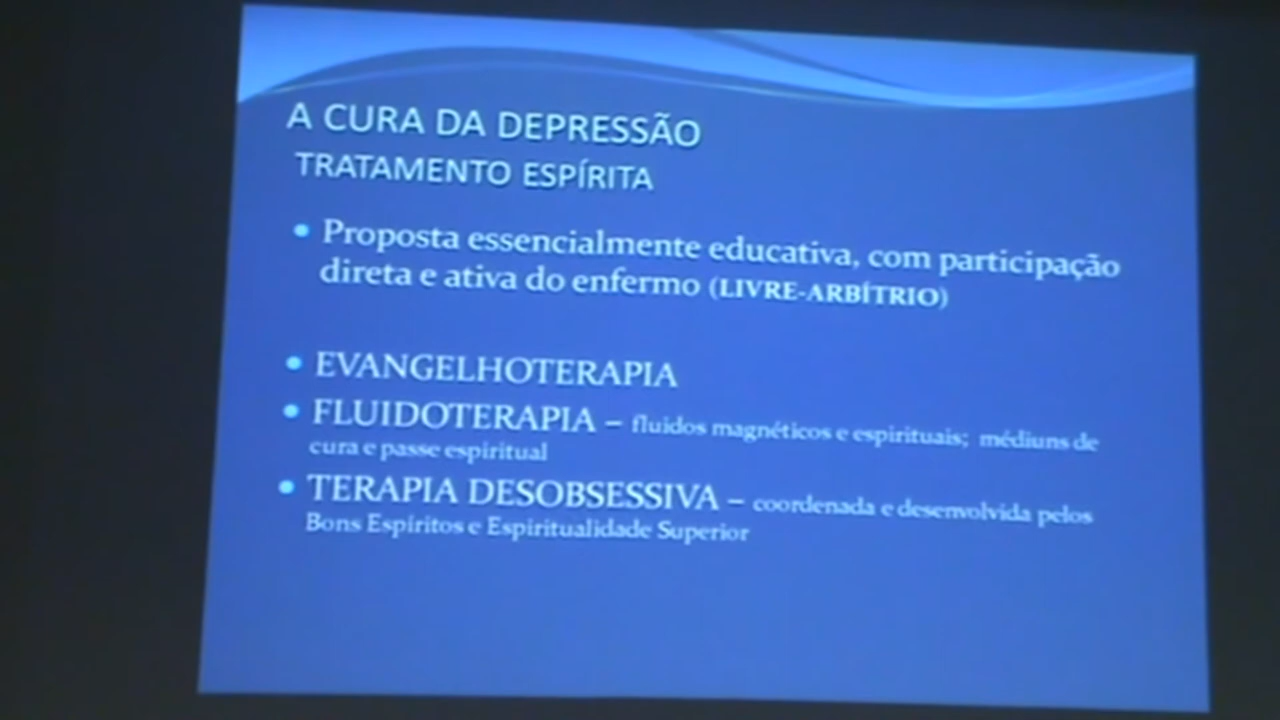 A CURA DA DEPRESSÃO
TRATAMENTO ESPÍRITA
• Proposta essencialmente educativa, com participação
direta e ativa do enfermo (LIVRE-ARBÍTRIO)
• EVANGELHOTERAPIA
• FLUIDOTERAPIA – fluidos magnéticos e espirituais; médiuns de
cura e passe espiritual
• TERAPIA DESOBSESSIVA – coordenada e desenvolvida pelos
Bons Espíritos e Espiritualidade Superior